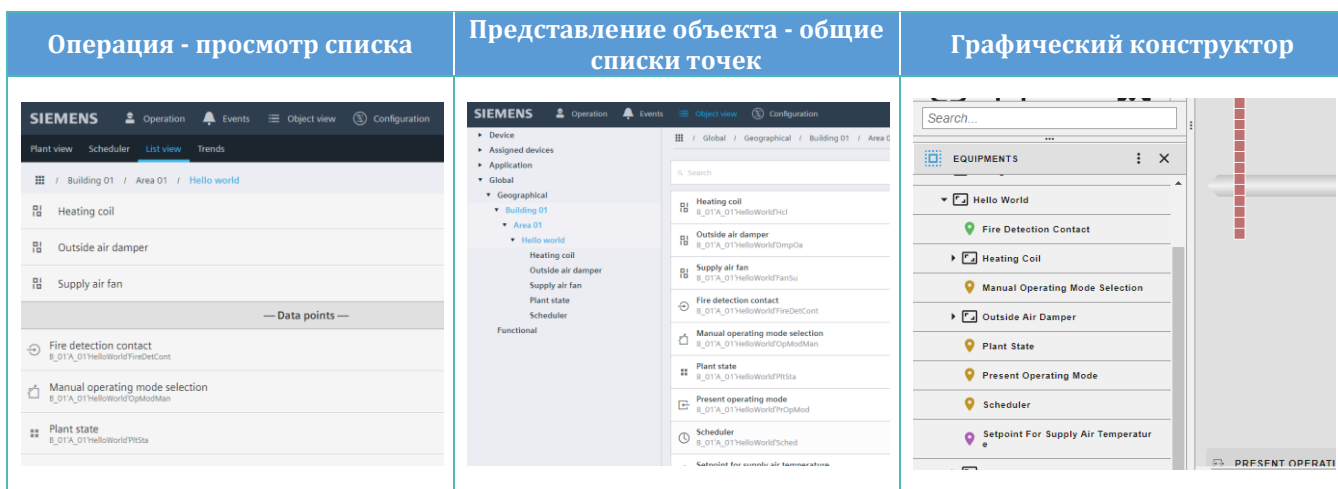 Операция - просмотр списка
Представление объекта - общие
списки точек
Графический конструктор
SIEMENS Operation Events Object view Configuration
Plant view Scheduler List view Trends
/ Building 01 / Area 01 / Hello world
Heating coil
Outside air damper
Supply air fan
— Data points —
Fire detection contact
B_01'A_01'HelloWorld'FireDetCont
Manual operating mode selection
B_01'A_01'HelloWorld'OpModMan
Plant state
B_01'A_01'HelloWorld'PltSta
SIEMENS Operation Events Object view Configuration
Device
Assigned devices
Application
Global
Geographical
Building 01
Area 01
Hello world
Heating coil
Outside air damper
Supply air fan
Plant state
Scheduler
Functional
/ Global / Geographical / Building 01 / Area 0
Search
Heating coil
B_01'A_01'HelloWorld'Hcl
Outside air damper
B_01'A_01'HelloWorld'DmpOa
Supply air fan
B_01'A_01'HelloWorld'FanSu
Fire detection contact
B_01'A_01'HelloWorld'FireDetCont
Manual operating mode selection
B_01'A_01'HelloWorld'OpModMan
Plant state
B_01'A_01'HelloWorld'PltSta
Present operating mode
B_01'A_01'HelloWorld'PrOpMod
Scheduler
B_01'A_01'HelloWorld'Sched
Setpoint for supply air temperature
Search...
EQUIPMENTS
Hello World
Fire Detection Contact
Heating Coil
Manual Operating Mode Selection
Outside Air Damper
Plant State
Present Operating Mode
Scheduler
Setpoint For Supply Air Temperatur
e
PRESENT OPERATI